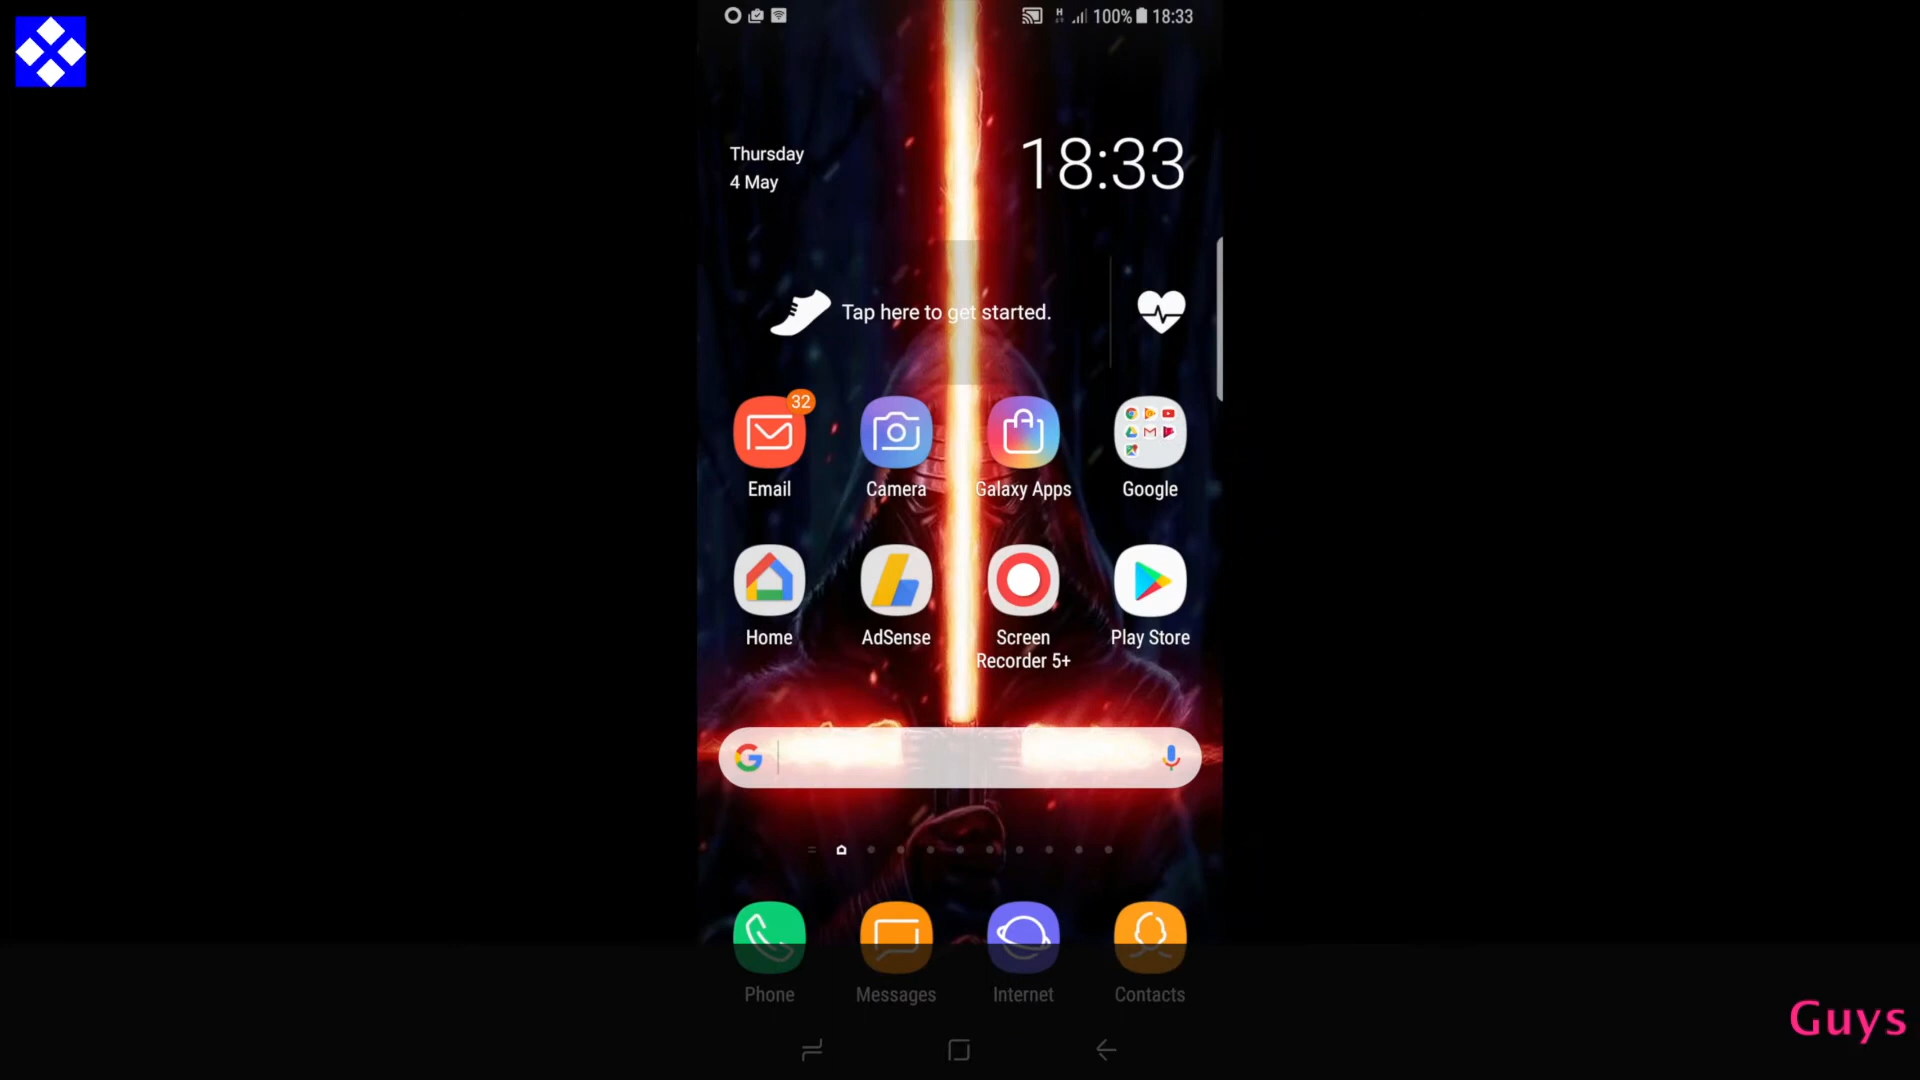 H 100% 18:33
Thursday
4 May
18:33
Tap here to get started.
32
Email Camera Galaxy Apps Google
Home AdSense Screen Recorder 5+ Play Store
G
Phone Messages Internet Contacts
Guys